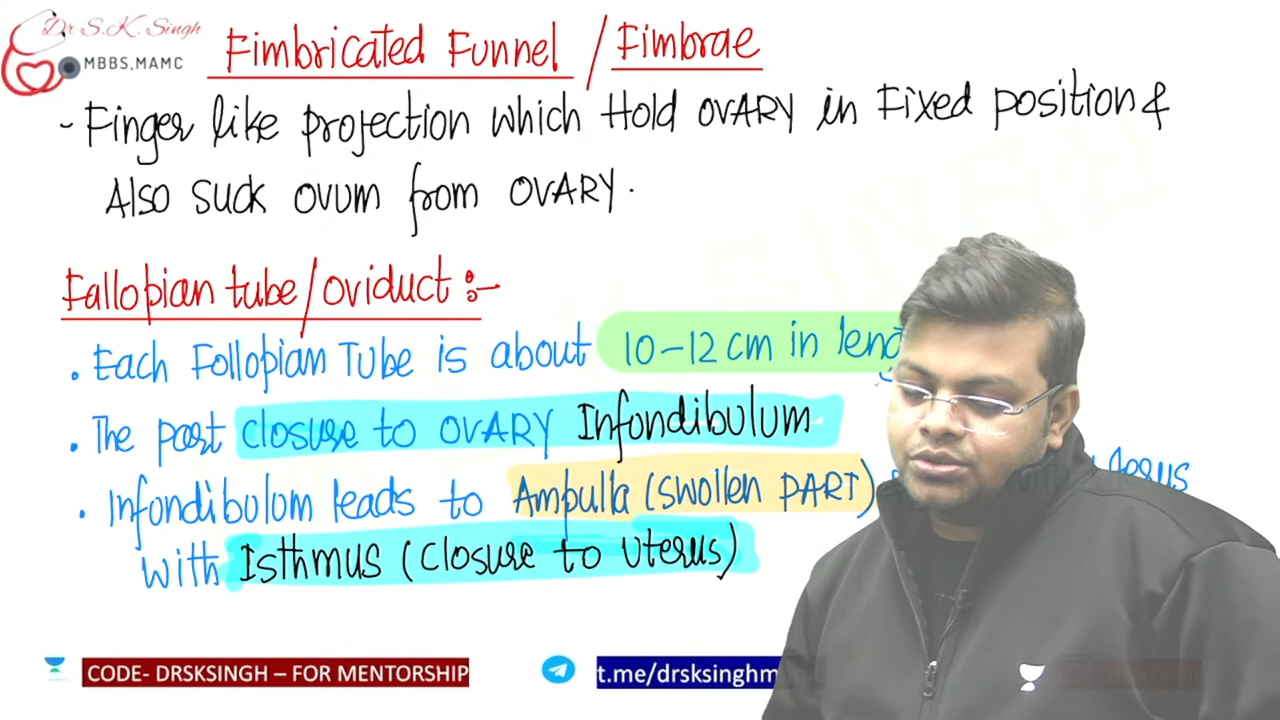 Dr S.K. Singh
MBBS,MAMC
Fimbricated Funnel / Fimbrae
- Finger like projection which Hold OVARY in Fixed position &
Also suck ovum from OVARY.
Fallopian tube/oviduct :-
• Each Follopian TUBE is about 10-12 cm in leng
• The part closure to OVARY Infondibulum
• Infondibulum leads to Ampulla (swollen PART) uterus
with Isthmus (closure to uterus)
CODE- DRSKSINGH – FOR MENTORSHIP
t.me/drsksinghm